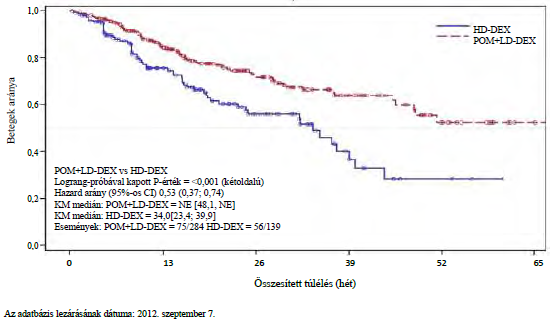 1,0
0,8
0,6
0,4
0,2
0,0
Betegek aránya
HD-DEX
POM+LD-DEX
POM+LD-DEX vs HD-DEX
Lograng-próbával kapott P-érték = <0,001 (kétoldalú)
Hazard arány (95%-os CI) 0,53 (0,37; 0,74)
KM medián: POM+LD-DEX = NE [48,1, NE]
KM medián: HD-DEX = 34,0[23,4; 39,9]
Események: POM+LD-DEX = 75/284 HD-DEX = 56/139
0 13 26 39 52 65
Összesített túlélés (hét)
Az adatbázis lezárásának dátuma: 2012. szeptember 7.